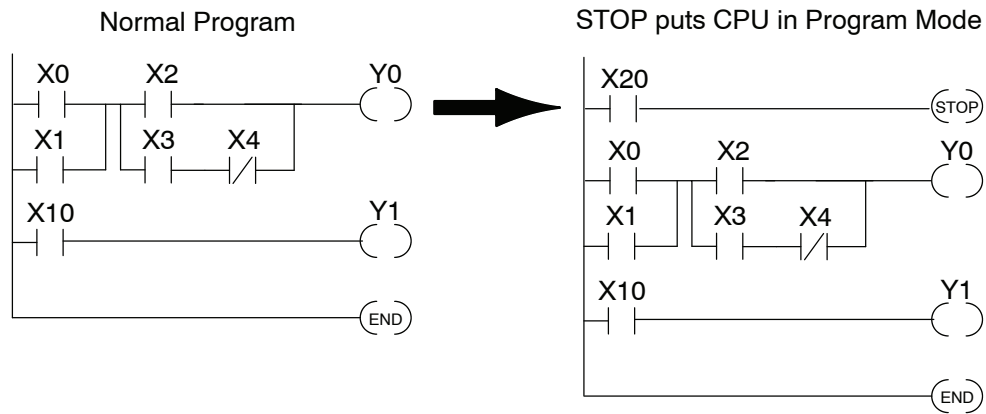 Normal Program
X0 X2 Y0
X1 X3 X4
X10 Y1
END
STOP puts CPU in Program Mode
X20
STOP
X0 X2 Y0
X1 X3 X4
X10 Y1
END